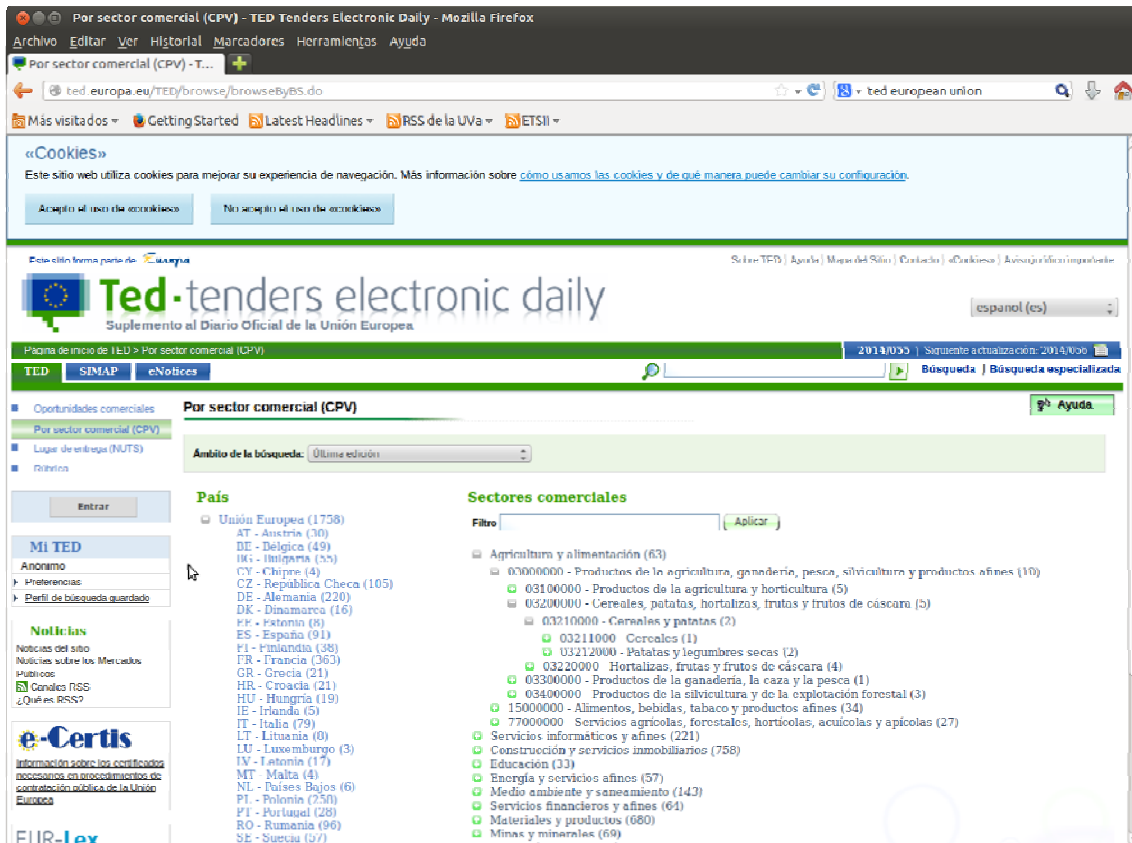 Por sector comercial (CPV) - TED Tenders Electronic Daily - Mozilla Firefox
Archivo Editar Ver Historial Marcadores Herramientas Ayuda
Por sector comercial (CPV) - T...
ted.europa.eu/TED/browse/browseByBS.do
ted european union
Más visitados
Getting Started
Latest Headlines
RSS de la UVa
ETSII
«Cookies»
Este sitio web utiliza cookies para mejorar su experiencia de navegación. Más información sobre cómo usamos las cookies y de qué manera puede cambiar su configuración.
Acepto el uso de «cookies»
No acepto el uso de «cookies»
Este sitio forma parte de Europa
Sobre TED | Ayuda | Mapa del Sitio | Contacto | «Cookies» | Aviso jurídico importante
Ted - tenders electronic daily
Suplemento al Diario Oficial de la Unión Europea
espanol (es)
Página de inicio de TED > Por sector comercial (CPV)
2014/055 | Siguiente actualización: 2014/056
TED SIMAP eNotices
Búsqueda | Búsqueda especializada
Oportunidades comerciales
Por sector comercial (CPV)
Lugar de entrega (NUTS)
Rúbrica
Entrar
Mi TED
Anónimo
Preferencias
Perfil de búsqueda guardado
Noticias
Noticias del sitio
Noticias sobre los Mercados
Públicos
Canales RSS
¿Qué es RSS?
e-Certis
Información sobre los certificados
necesarios en procedimientos de
contratación pública de la Unión
Europea
EUR-Lex
Por sector comercial (CPV)
Ayuda
Ámbito de la búsqueda: Última edición
País
Unión Europea (1758)
AT - Austria (30)
BE - Bélgica (49)
BG - Bulgaria (55)
CY - Chipre (4)
CZ - República Checa (105)
DE - Alemania (220)
DK - Dinamarca (16)
EE - Estonia (8)
ES - España (91)
FI - Finlandia (38)
FR - Francia (363)
GR - Grecia (21)
HR - Croacia (21)
HU - Hungría (19)
IE - Irlanda (5)
IT - Italia (79)
LT - Lituania (8)
LU - Luxemburgo (3)
LV - Letonia (17)
MT - Malta (4)
NL - Países Bajos (6)
PL - Polonia (258)
PT - Portugal (28)
RO - Rumania (96)
SE - Suecia (57)
Sectores comerciales
Filtro
Aplicar
Agricultura y alimentación (63)
03000000 - Productos de la agricultura, ganadería, pesca, silvicultura y productos afines (10)
03100000 - Productos de la agricultura y horticultura (5)
03200000 - Cereales, patatas, hortalizas, frutas y frutos de cáscara (5)
03210000 - Cereales y patatas (2)
03211000 - Cereales (1)
03212000 - Patatas y legumbres secas (2)
03220000 - Hortalizas, frutas y frutos de cáscara (4)
03300000 - Productos de la ganadería, la caza y la pesca (1)
03400000 - Productos de la silvicultura y de la explotación forestal (3)
15000000 - Alimentos, bebidas, tabaco y productos afines (34)
77000000 - Servicios agrícolas, forestales, hortícolas, acuícolas y apícolas (27)
Servicios informáticos y afines (221)
Construcción y servicios inmobiliarios (758)
Educación (33)
Energía y servicios afines (57)
Medio ambiente y saneamiento (143)
Servicios financieros y afines (64)
Materiales y productos (680)
Minas y minerales (69)